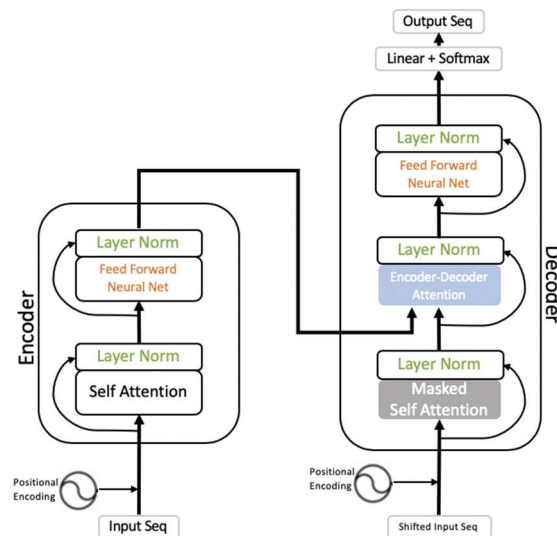 Output Seq
Linear + Softmax
Layer Norm
Feed Forward
Neural Net
Layer Norm
Encoder-Decoder
Attention
Layer Norm
Masked
Self Attention
Decoder
Positional
Encoding
Shifted Input Seq
Encoder
Layer Norm
Feed Forward
Neural Net
Layer Norm
Self Attention
Positional
Encoding
Input Seq